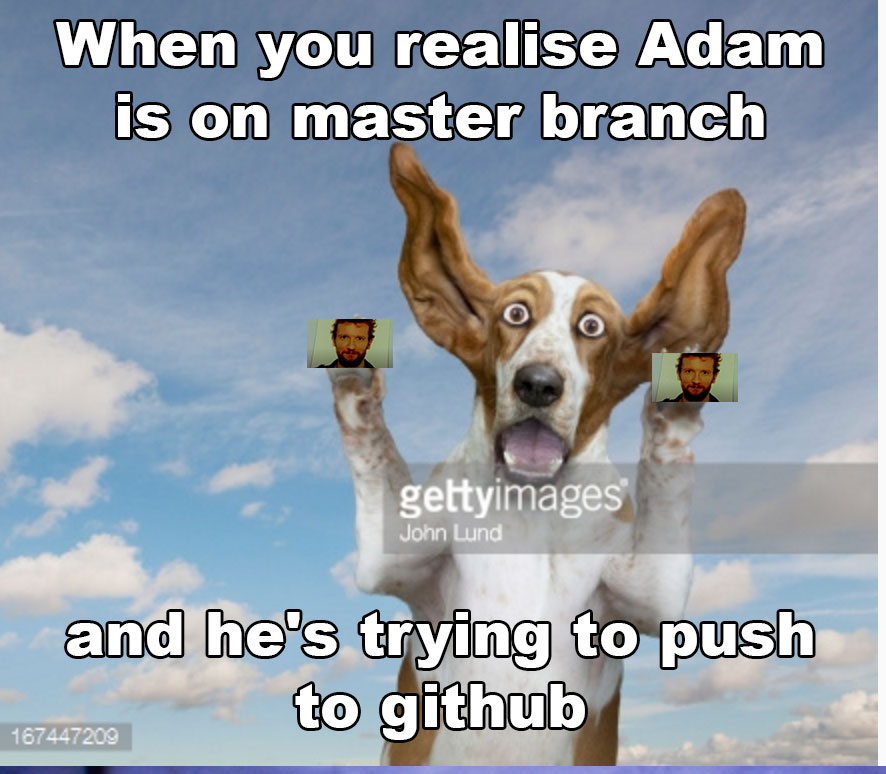 When you realise Adam
is on master branch
gettyimages®
John Lund
and he's trying to push
to github
167447209